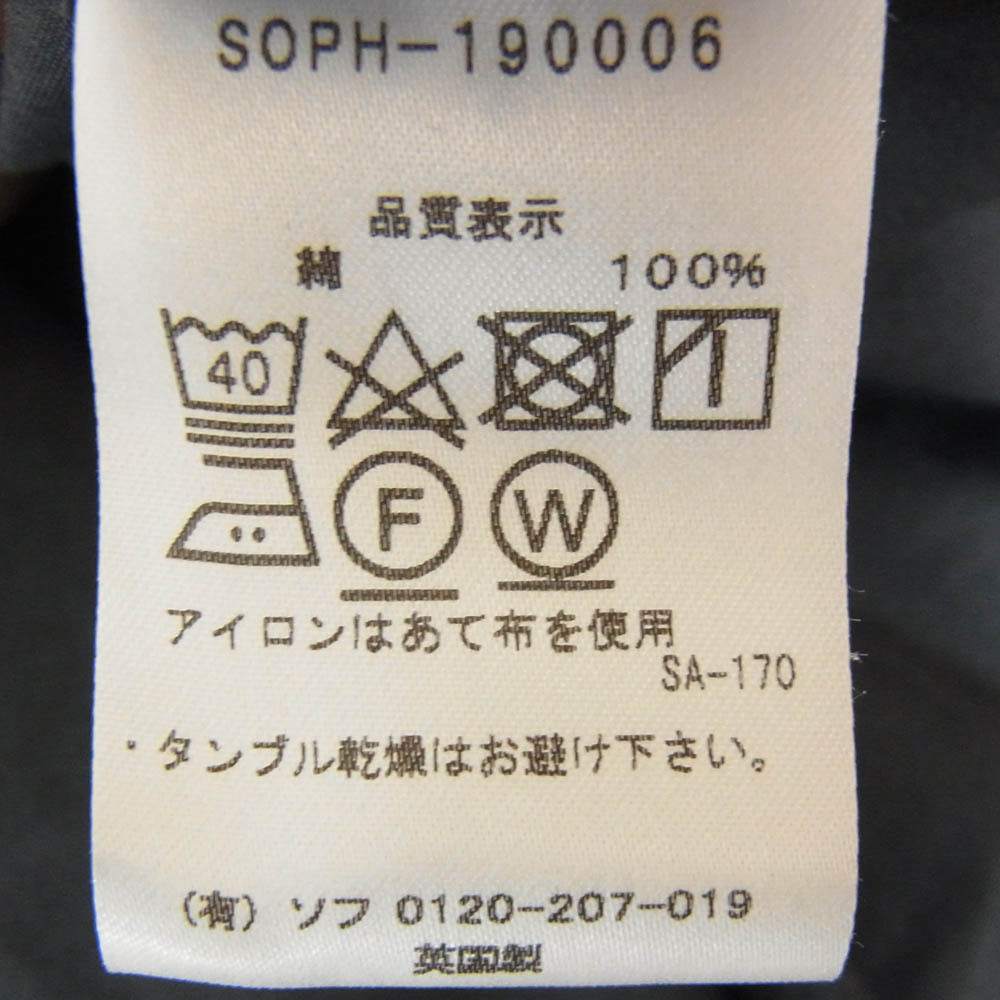 SOPH-190006
品質表示
綿 100%
40
F W
アイロンはあて布を使用
SA-170
・タンブル乾燥はお避け下さい。
(有) ソフ 0120-207-019
英国製